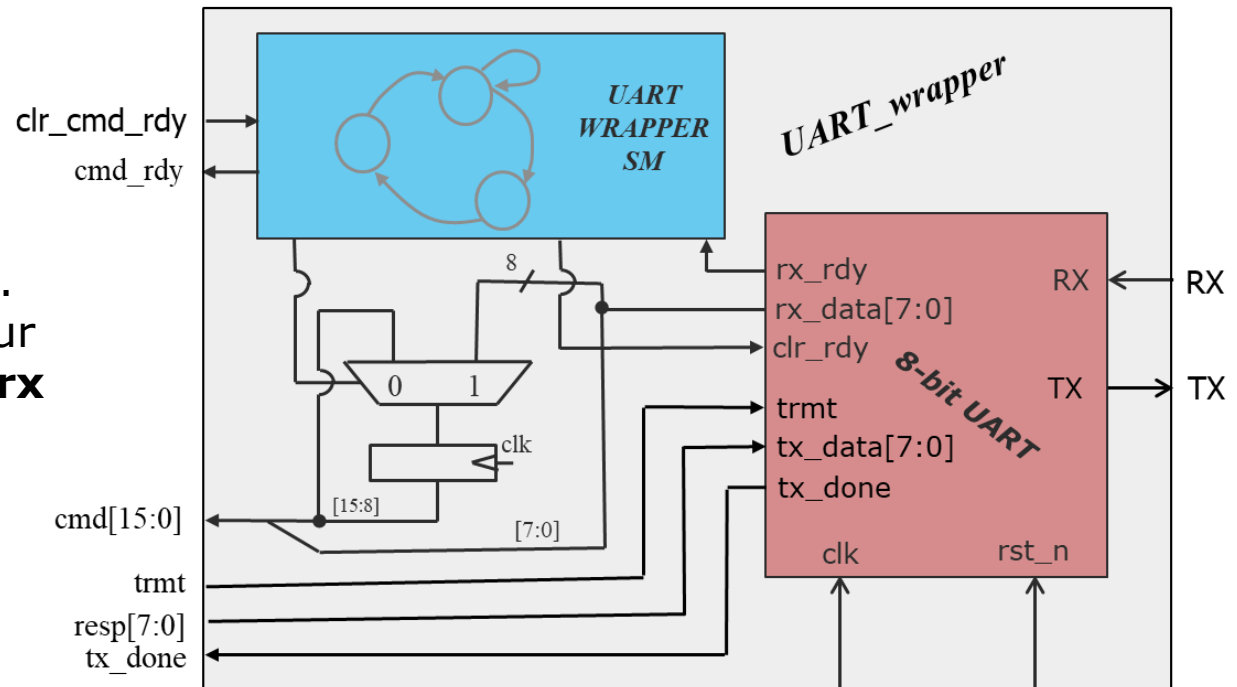 UART_wrapper
UART
WRAPPER
SM
clr_cmd_rdy
cmd_rdy
.
ur
rx
8
0
1
clk
[15:8]
[7:0]
cmd[15:0]
trmt
resp[7:0]
tx_done
rx_rdy
rx_data[7:0]
clr_rdy
trmt
tx_data[7:0]
tx_done
RX
TX
8-bit UART
clk
rst_n
RX
TX